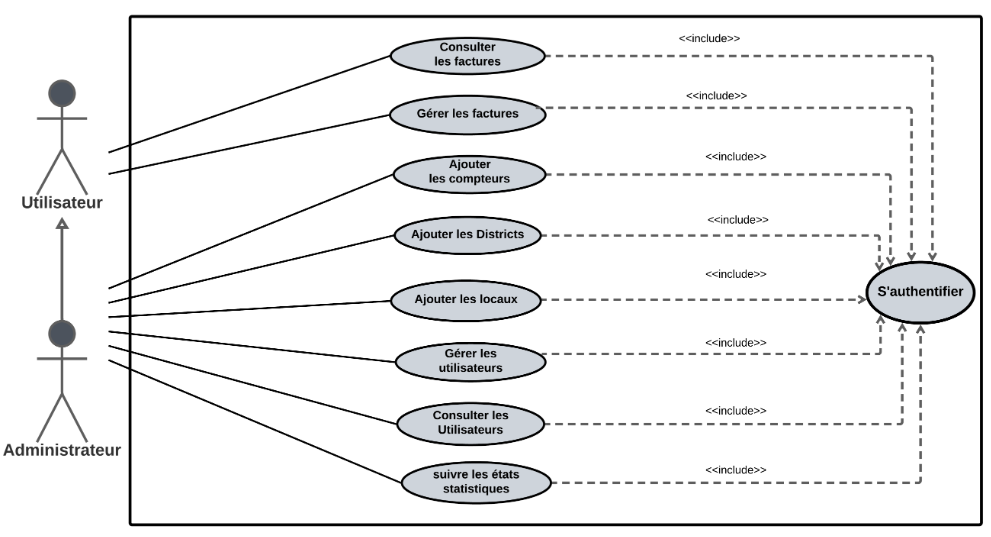 Consulter
les factures
<<include>>
Gérer les factures
<<include>>
Ajouter
les compteurs
<<include>>
Utilisateur
Ajouter les Districts
<<include>>
Ajouter les locaux
<<include>>
S'authentifier
Gérer les
utilisateurs
<<include>>
Consulter les
Utilisateurs
<<include>>
Administrateur
suivre les états
statistiques
<<include>>